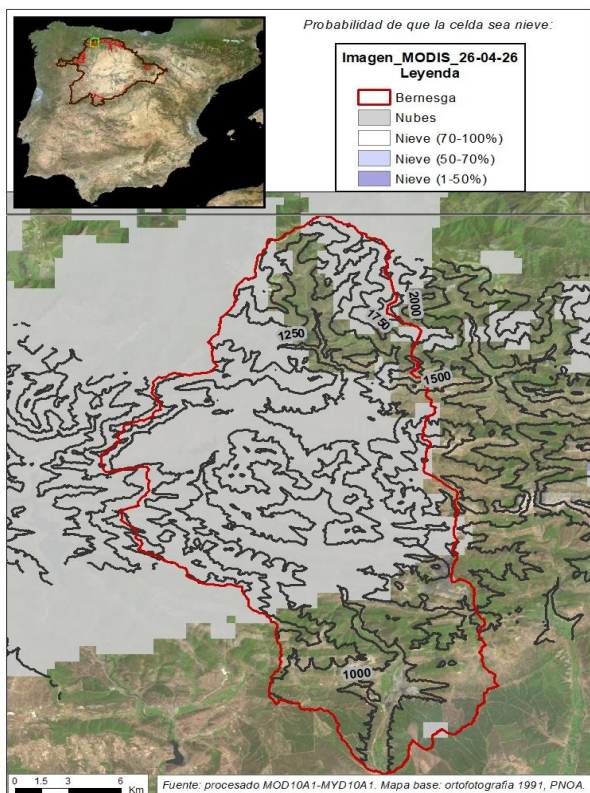 Probabilidad de que la celda sea nieve:
Imagen_MODIS_26-04-26
Leyenda
Bernesga
Nubes
Nieve (70-100%)
Nieve (50-70%)
Nieve (1-50%)
2000
1750
1250
1500
1000
0 1.5 3 6
Km
Fuente: procesado MOD10A1-MYD10A1. Mapa base: ortofotografia 1991, PNOA.